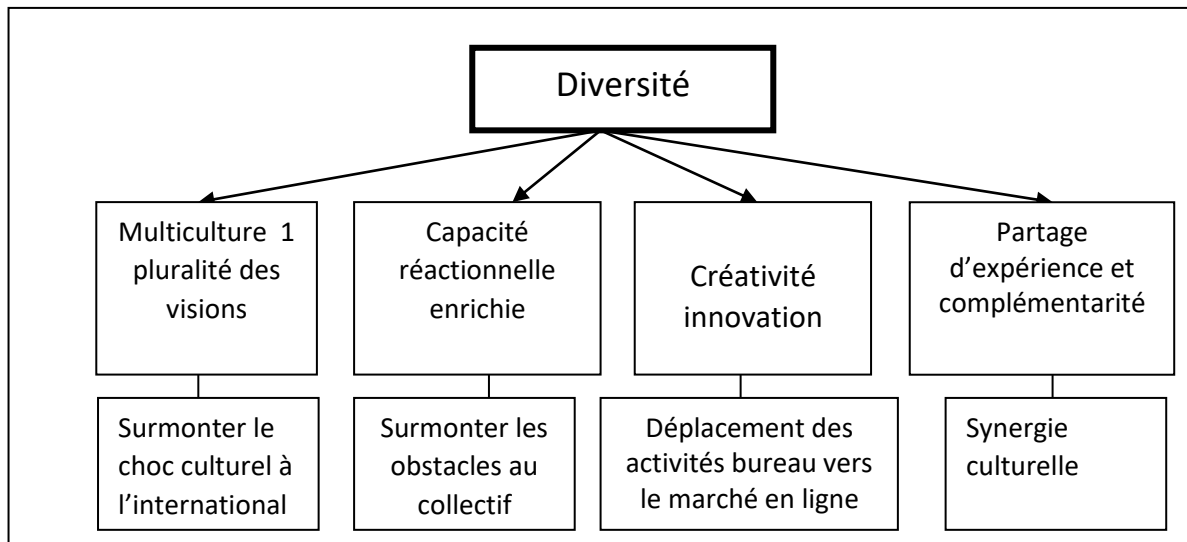 Diversité
Multiculture 1
pluralité des
visions
Capacité
réactionnelle
enrichie
Créativité
innovation
Partage
d’expérience et
complémentarité
Surmonter le
choc culturel à
l’international
Surmonter les
obstacles au
collectif
Déplacement des
activités bureau vers
le marché en ligne
Synergie
culturelle